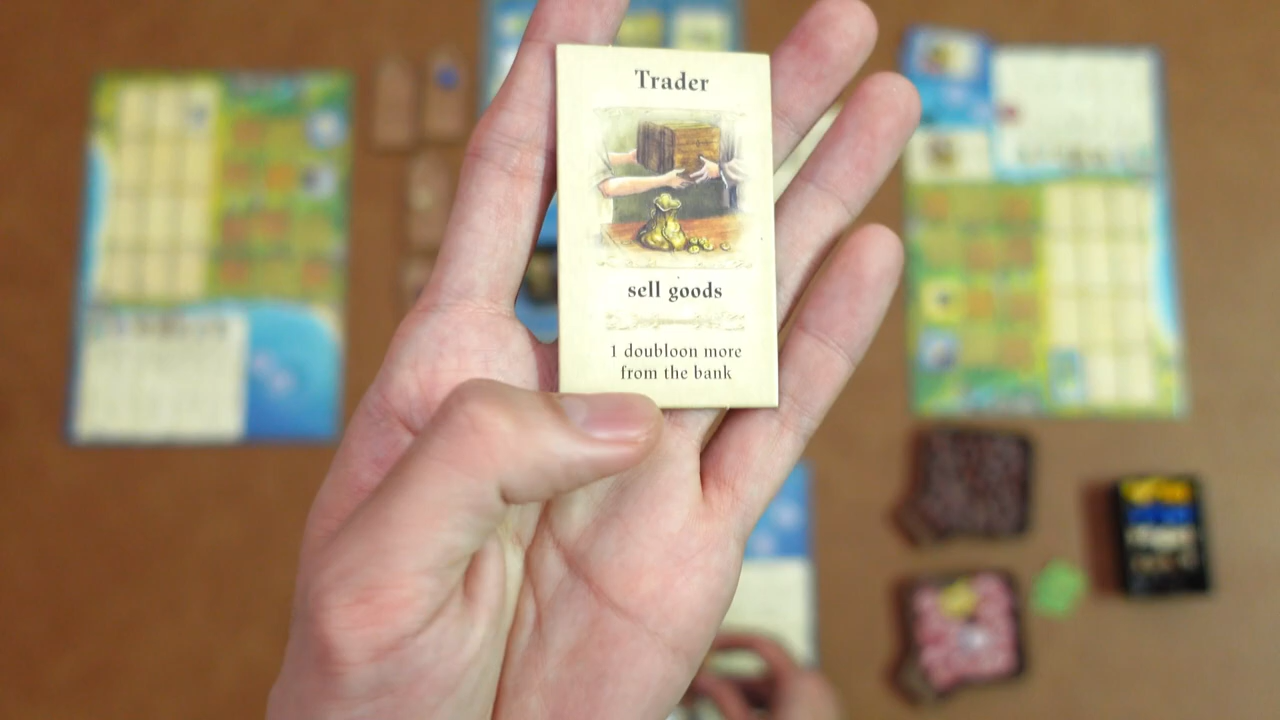 Trader
sell goods
1 doubloon more
from the bank